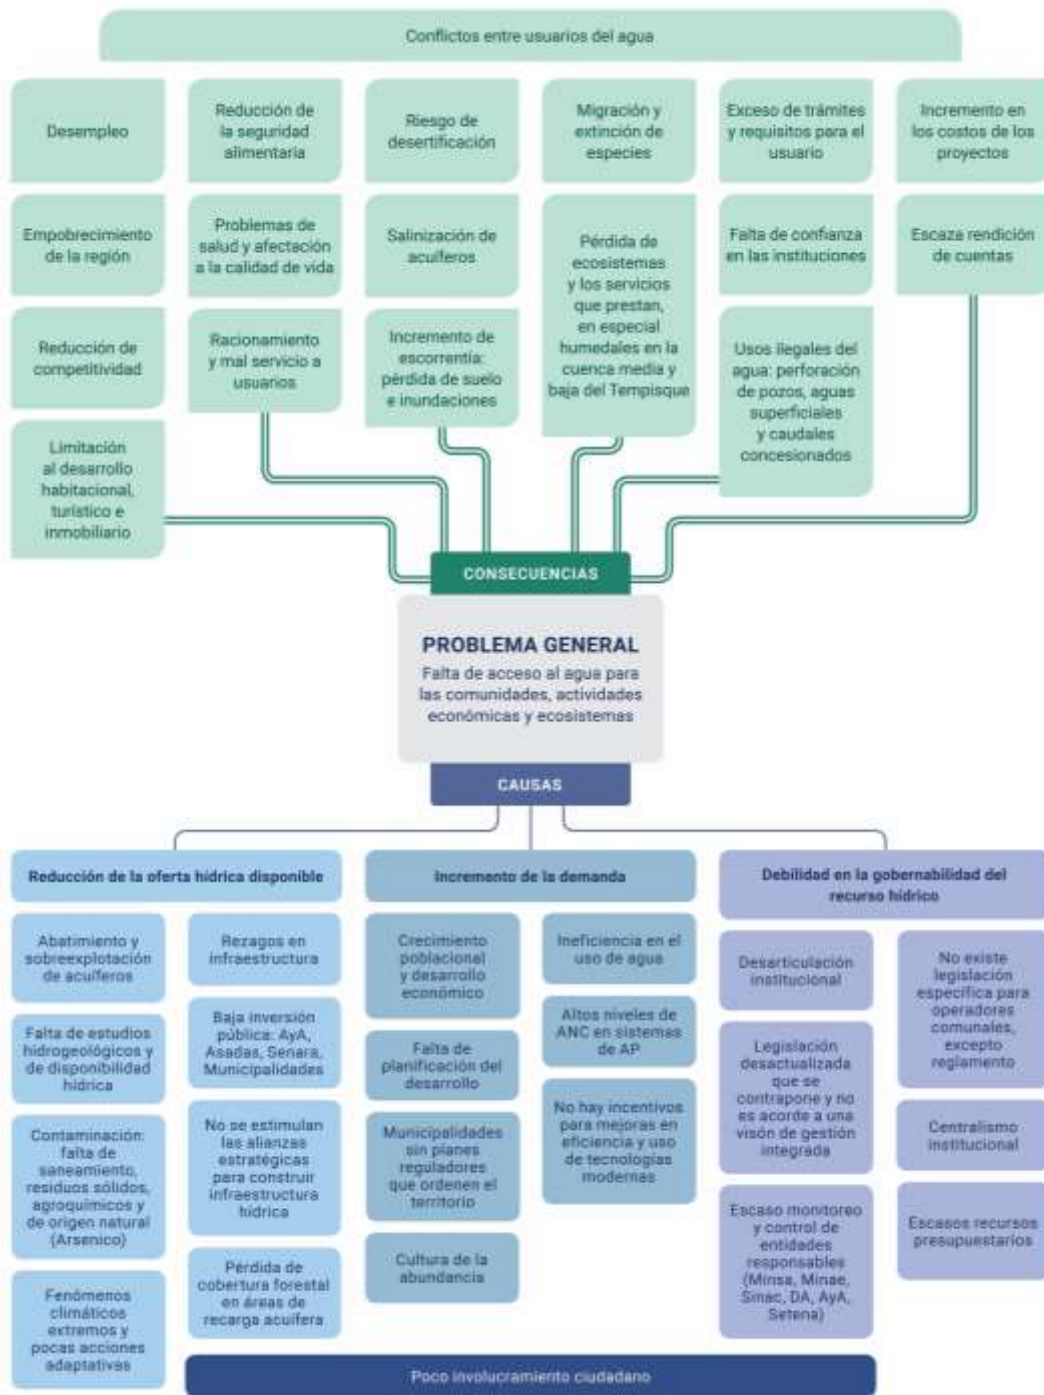 Conflictos entre usuarios del agua
Desempleo
Reducción de
la seguridad
alimentaria
Riesgo de
desertificación
Migración y
extinción de
especies
Exceso de trámites
y requisitos para el
usuario
Incremento en
los costos de los
proyectos
Empobrecimiento
de la región
Problemas de
salud y afectación
a la calidad de vida
Salinización de
acuíferos
Pérdida de
ecosistemas
y los servicios
que prestan,
en especial
humedales en la
cuenca media y
baja del Tempisque
Falta de confianza
en las instituciones
Escaza rendición
de cuentas
Reducción de
competitividad
Racionamiento
y mal servicio a
usuarios
Incremento de
escorrentía:
pérdida de suelo
e inundaciones
Usos ilegales del
agua: perforación
de pozos, aguas
superficiales
y caudales
concesionados
Limitación
al desarrollo
habitacional,
turístico e
inmobiliario
CONSECUENCIAS
PROBLEMA GENERAL
Falta de acceso al agua para
las comunidades, actividades
económicas y ecosistemas
CAUSAS
Reducción de la oferta hídrica disponible
Abatimiento y
sobreexplotación
de acuíferos
Rezagos en
infraestructura
Falta de estudios
hidrogeológicos y
de disponibilidad
hídrica
Baja inversión
pública: AyA,
Asadas, Senara,
Municipalidades
Contaminación:
falta de
saneamiento,
residuos sólidos,
agroquímicos y
de origen natural
(Arsenico)
No se estimulan
las alianzas
estratégicas
para construir
infraestructura
hídrica
Fenómenos
climáticos
extremos y
pocas acciones
adaptativas
Pérdida de
cobertura forestal
en áreas de
recarga acuífera
Incremento de la demanda
Crecimiento
poblacional
y desarrollo
económico
Ineficiencia en el
uso de agua
Falta de
planificación del
desarrollo
Altos niveles de
ANC en sistemas
de AP
Municipalidades
sin planes
reguladores
que ordenen el
territorio
No hay incentivos
para mejoras en
eficiencia y uso
de tecnologías
modernas
Cultura de la
abundancia
Debilidad en la gobernabilidad del
recurso hídrico
Desarticulación
institucional
No existe
legislación
específica para
operadores
comunales,
excepto
reglamento
Legislación
desactualizada
que se
contrapone y no
es acorde a una
visón de gestión
integrada
Centralismo
institucional
Escaso monitoreo
y control de
entidades
responsables
(Minsa, Minae,
Sinac, DA, AyA,
Setena)
Escasos recursos
presupuestarios
Poco involucramiento ciudadano